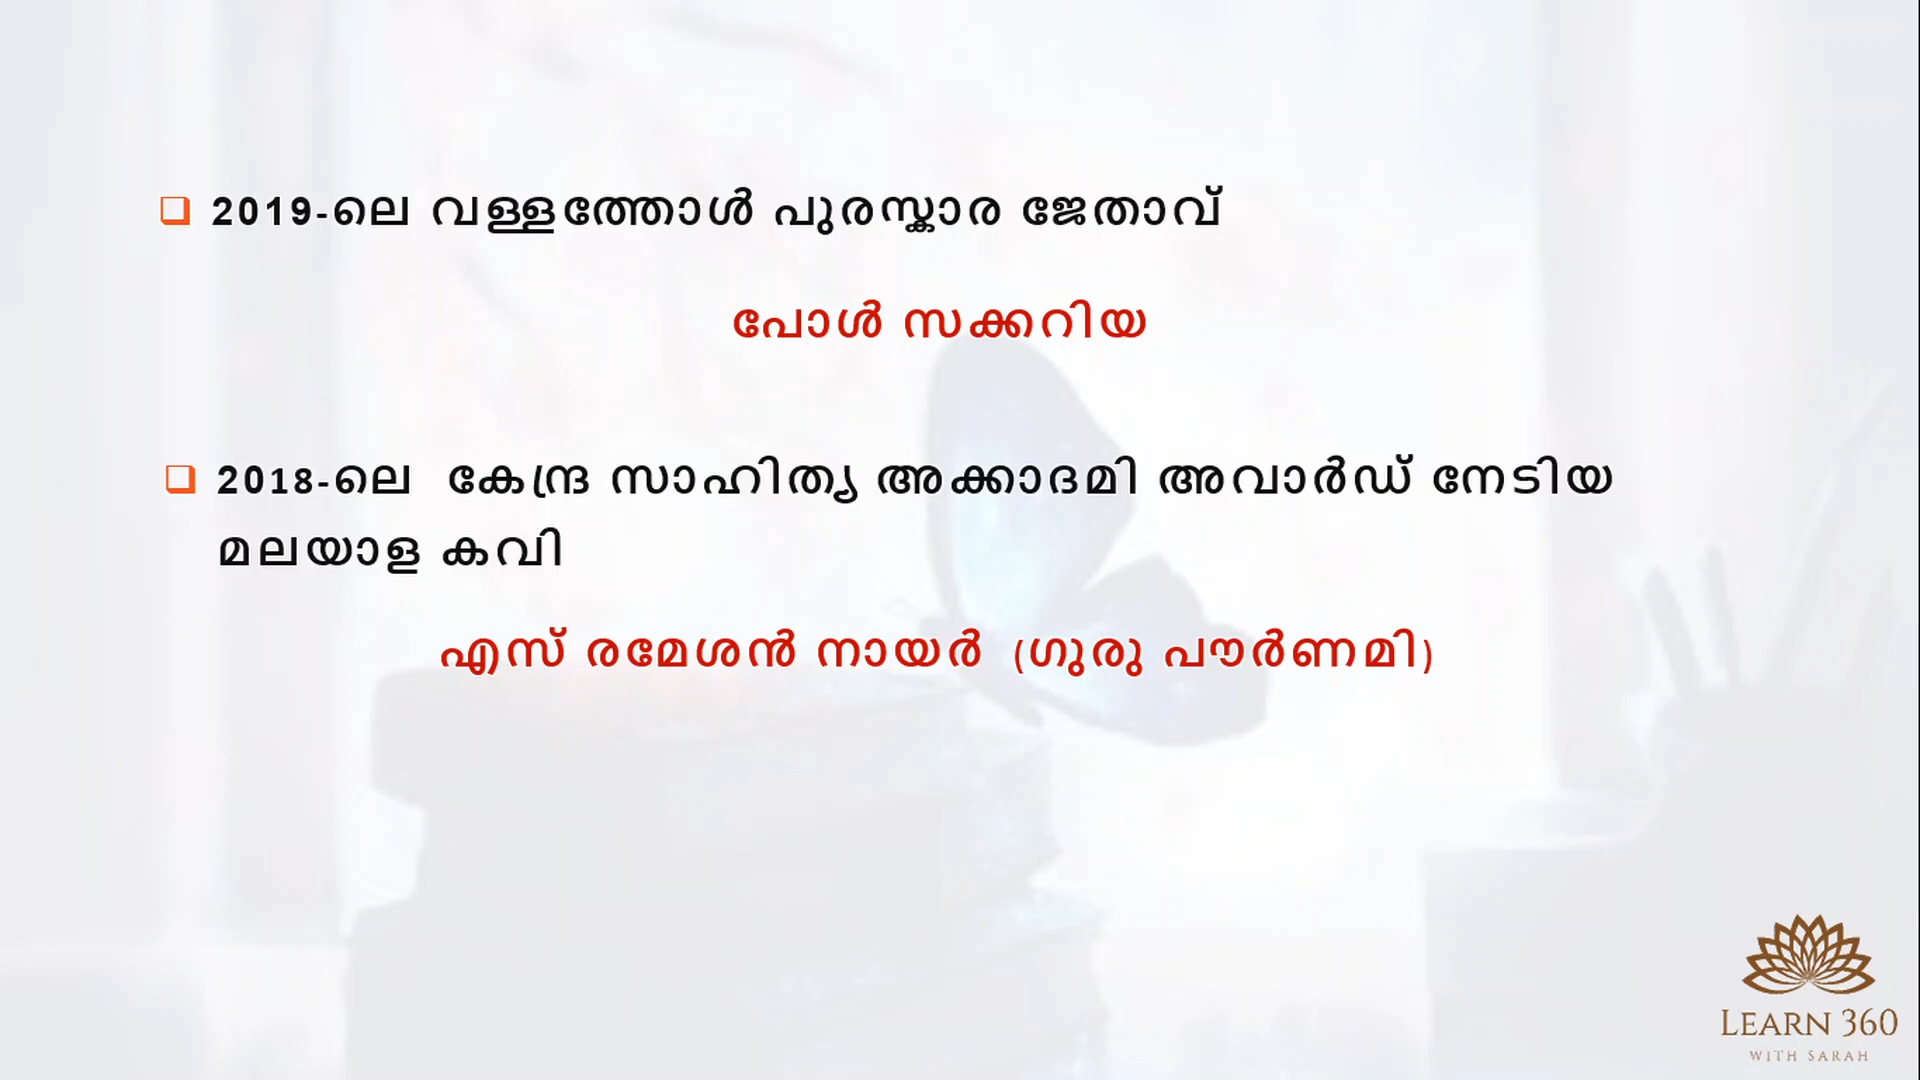 2019-ലെ വള്ളത്തോൾ പുരസ്കാര ജേതാവ്
പോൾ സക്കറിയ
2018-ലെ കേന്ദ്ര സാഹിത്യ അക്കാദമി അവാർഡ് നേടിയ
മലയാള കവി
എസ് രമേശൻ നായർ (ഗുരു പൗർണമി)
LEARN 360
WITH SARAH